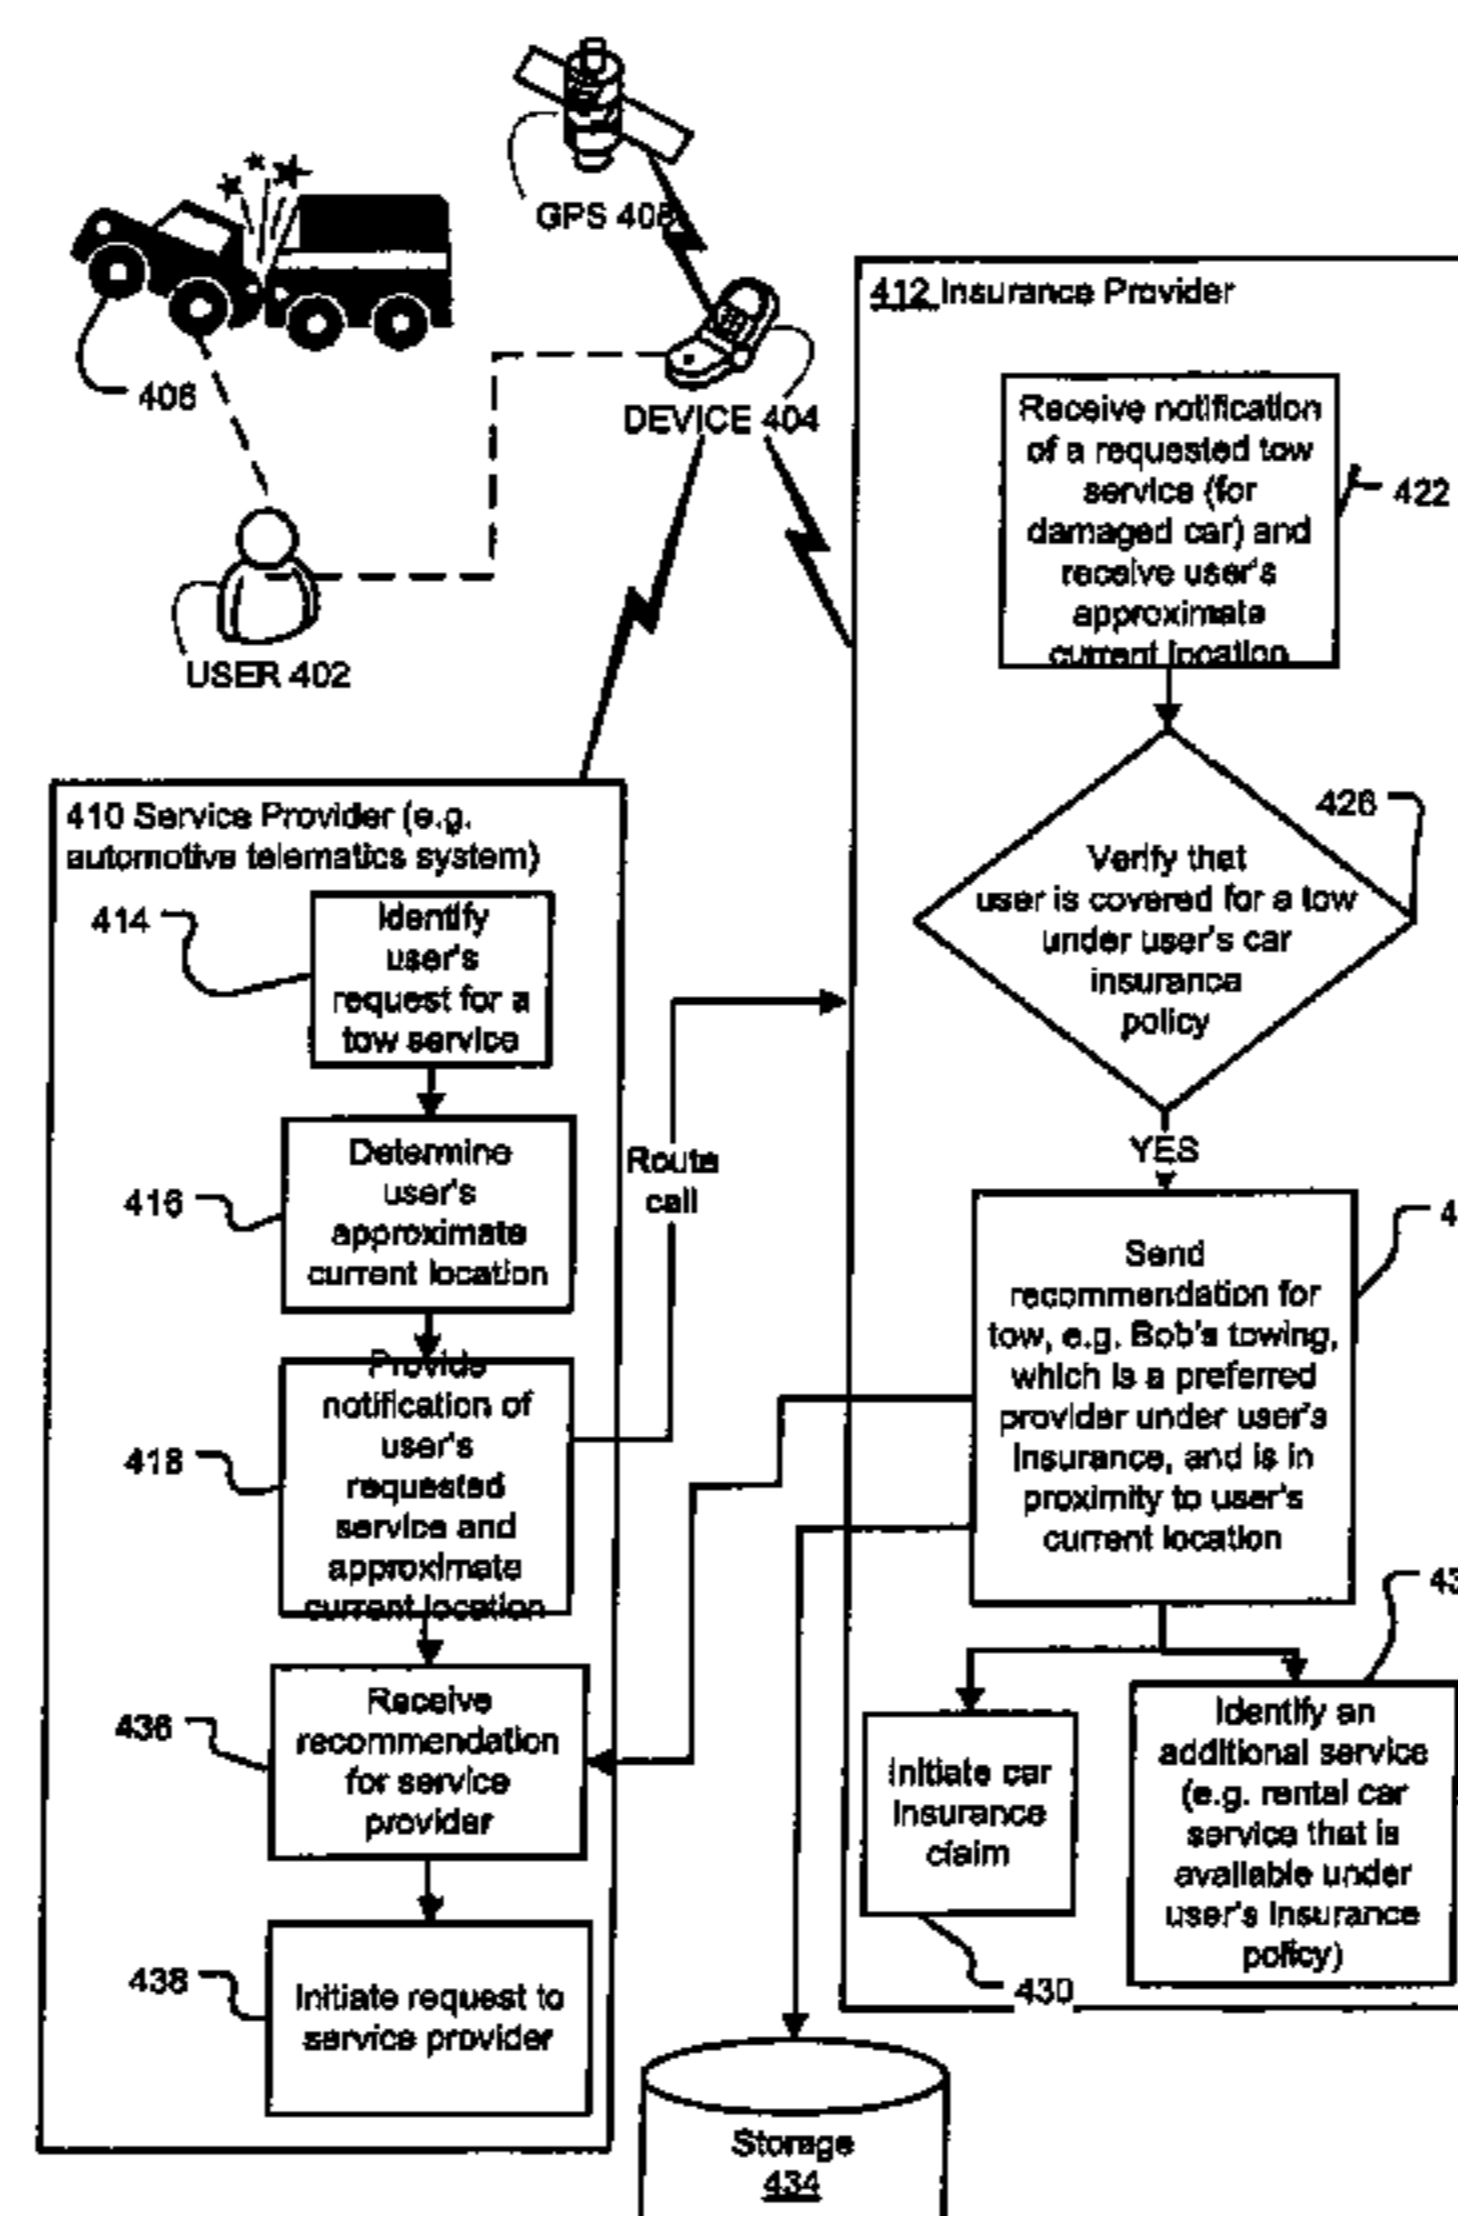 GPS 408
412 Insurance Provider
406
DEVICE 404
Receive notification
of a requested tow
service (for
damaged car) and
receive user's
approximate
current location
422
USER 402
410 Service Provider (e.g.
automotive telematics system)
414
Identify
user's
request for a
tow service
426
Verify that
user is covered for a tow
under user's car
insurance
policy
YES
416
Determine
user's
approximate
current location
Route
call
418
Provide
notification of
user's
requested
service and
approximate
current location
Send
recommendation for
tow, e.g. Bob's towing,
which is a preferred
provider under user's
insurance, and is in
proximity to user's
current location
436
Receive
recommendation
for service
provider
Initiate car
insurance
claim
430
Identify an
additional service
(e.g. rental car
service that is
available under
user's insurance
policy)
438
Initiate request to
service provider
Storage
434